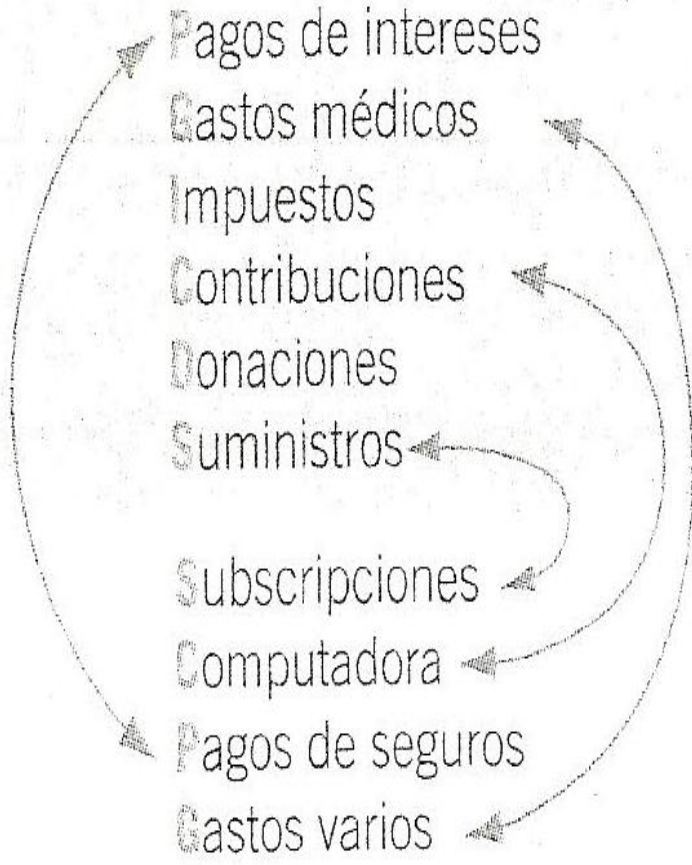 Pagos de intereses
Gastos médicos
Impuestos
Contribuciones
Donaciones
Suministros
Subscripciones
Computadora
Pagos de seguros
Gastos varios